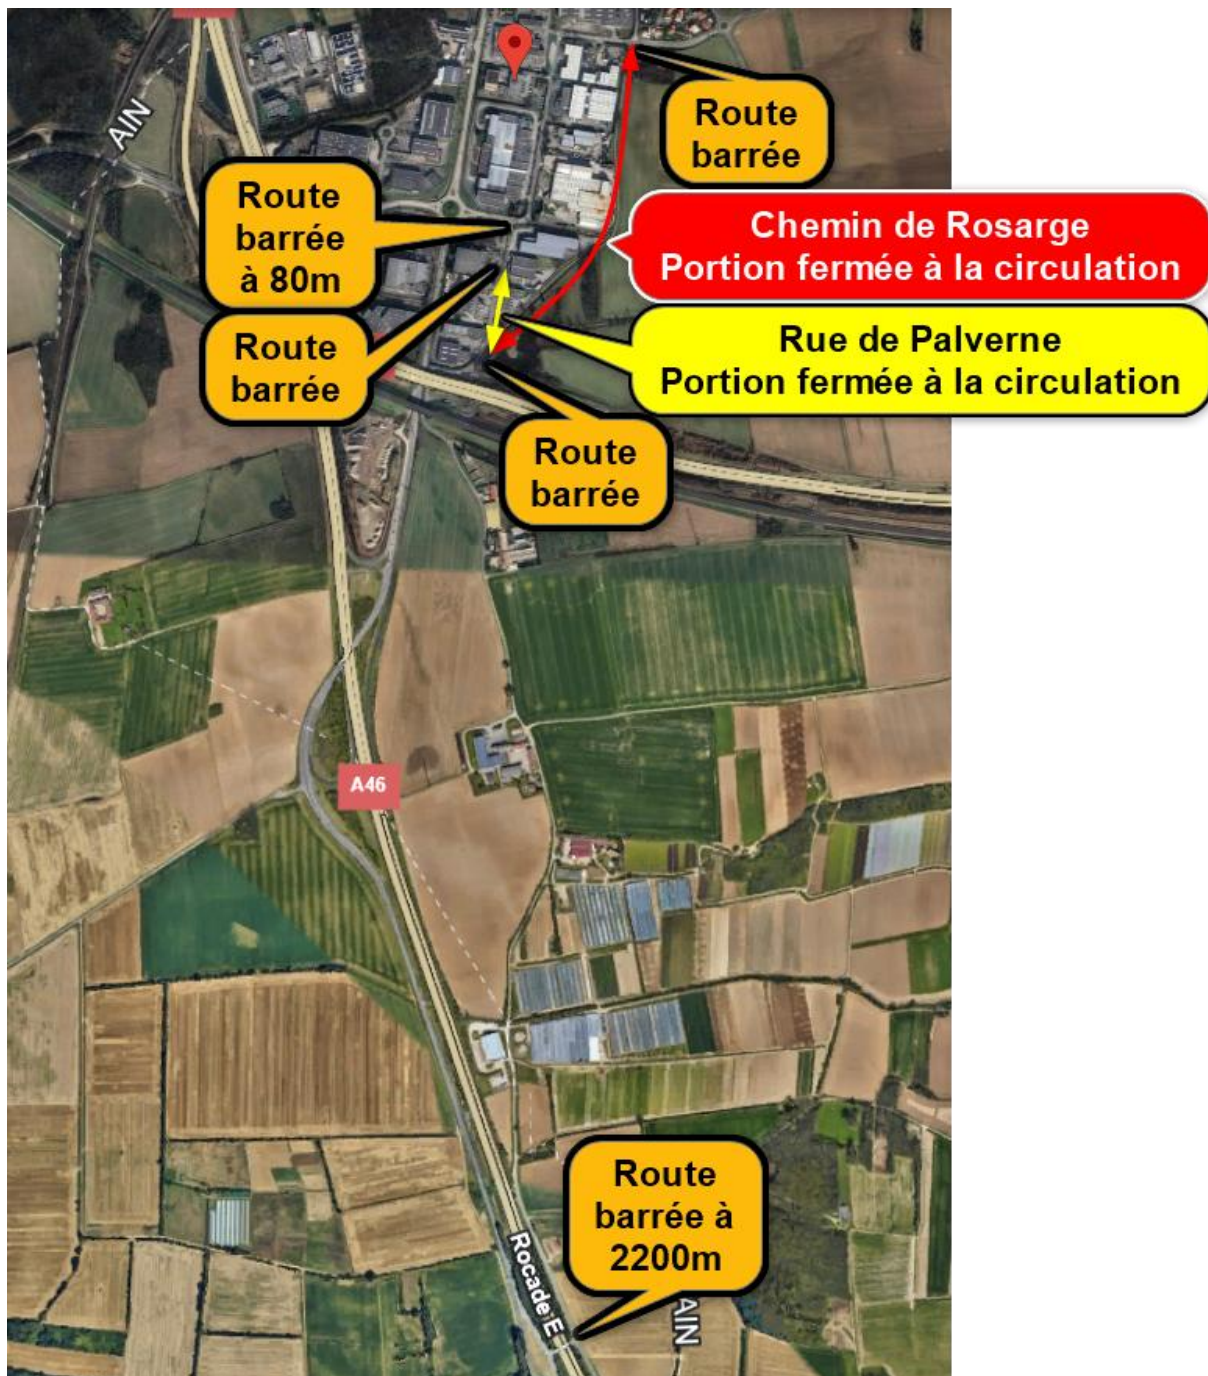 AIN
Route
barrée
Route
barrée
à 80m
Chemin de Rosarge
Portion fermée à la circulation
Route
barrée
Rue de Palverne
Portion fermée à la circulation
Route
barrée
A46
Route
barrée à
2200m
Rocade E
AIN